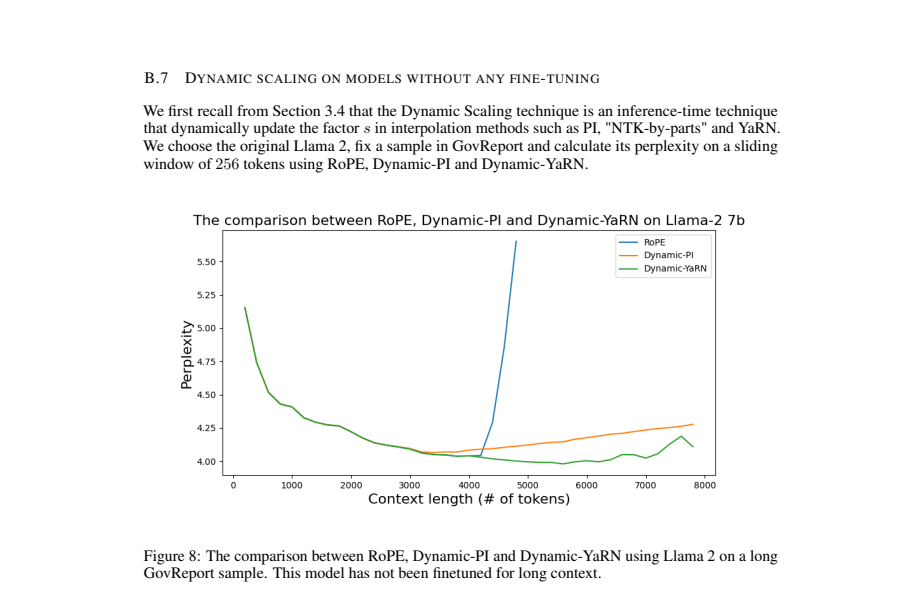 B.7 DYNAMIC SCALING ON MODELS WITHOUT ANY FINE-TUNING
We first recall from Section 3.4 that the Dynamic Scaling technique is an inference-time technique
that dynamically update the factor s in interpolation methods such as PI, "NTK-by-parts" and YaRN.
We choose the original Llama 2, fix a sample in GovReport and calculate its perplexity on a sliding
window of 256 tokens using RoPE, Dynamic-PI and Dynamic-YaRN.
The comparison between RoPE, Dynamic-PI and Dynamic-YaRN on Llama-2 7b
RoPE
Dynamic-PI
Dynamic-YaRN
Perplexity
5.50
5.25
5.00
4.75
4.50
4.25
4.00
0 1000 2000 3000 4000 5000 6000 7000 8000
Context length (# of tokens)
Figure 8: The comparison between RoPE, Dynamic-PI and Dynamic-YaRN using Llama 2 on a long
GovReport sample. This model has not been finetuned for long context.